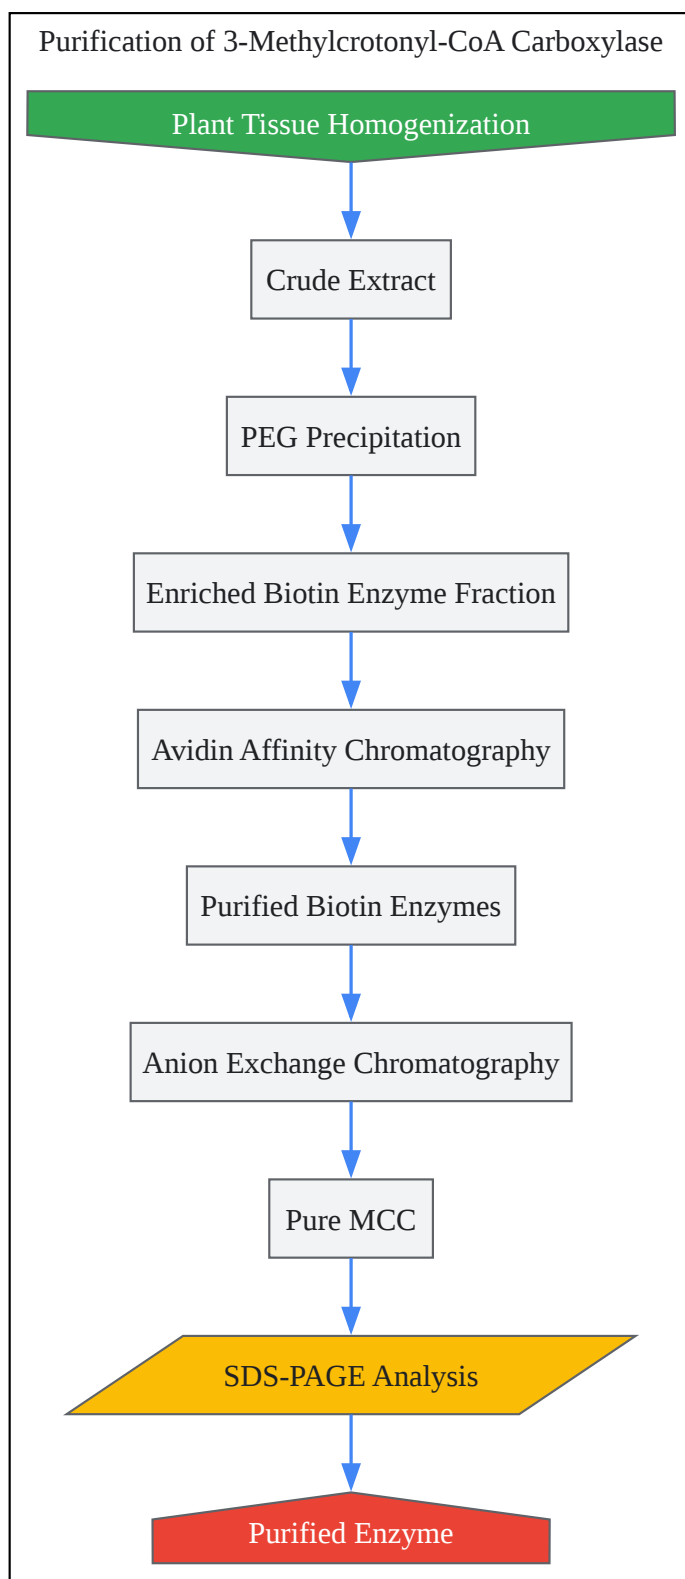 Purification of 3-Methylcrotonyl-CoA Carboxylase
Plant Tissue Homogenization
Crude Extract
PEG Precipitation
Enriched Biotin Enzyme Fraction
Avidin Affinity Chromatography
Purified Biotin Enzymes
Anion Exchange Chromatography
Pure MCC
SDS-PAGE Analysis
Purified Enzyme